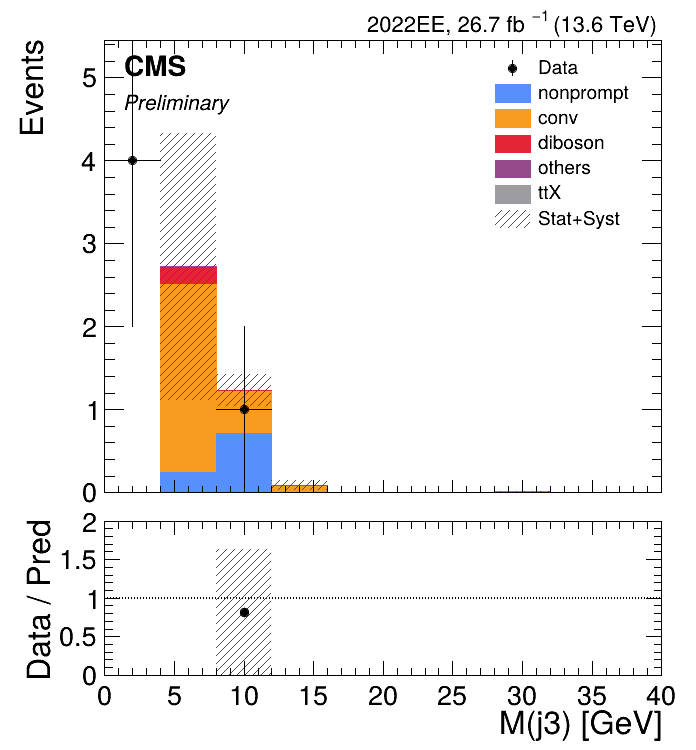 2022EE, 26.7 fb⁻¹ (13.6 TeV)
CMS
Preliminary
Events
5
4
3
2
1
0
Data
nonprompt
conv
diboson
others
ttX
Stat+Syst
Data / Pred
2
1.5
1
0.5
0
0 5 10 15 20 25 30 35 40
M(j3) [GeV]